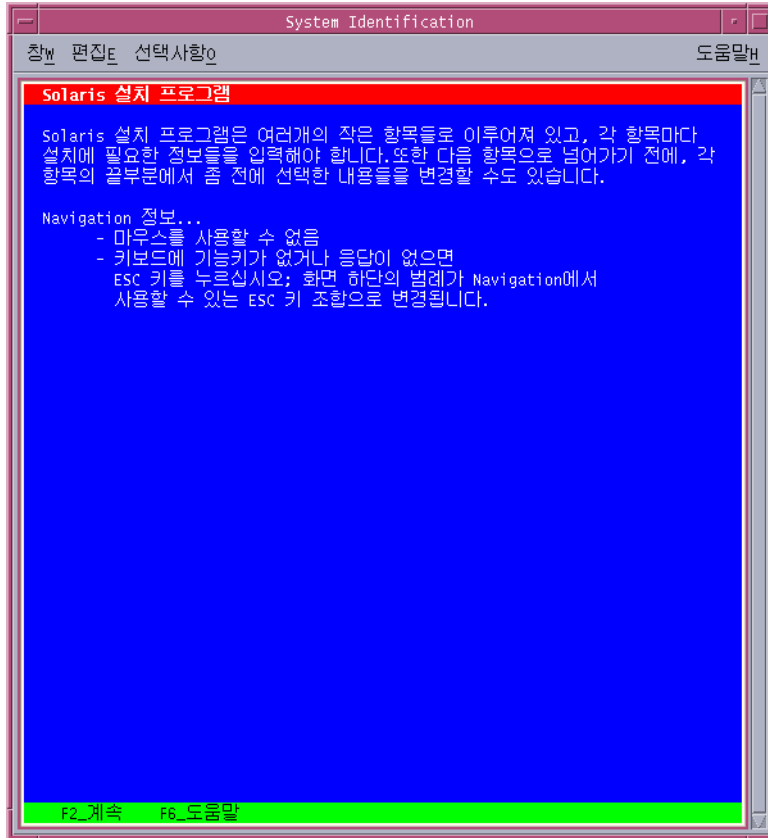 System Identification
창W 편집E 선택사항O 도움말H
Solaris 설치 프로그램
Solaris 설치 프로그램은 여러개의 작은 항목들로 이루어져 있고, 각 항목마다
설치에 필요한 정보들을 입력해야 합니다.또한 다음 항목으로 넘어가기 전에, 각
항목의 끝부분에서 좀 전에 선택한 내용들을 변경할 수도 있습니다.
Navigation 정보...
- 마우스를 사용할 수 없음
- 키보드에 기능키가 없거나 응답이 없으면
ESC 키를 누르십시오; 화면 하단의 범례가 Navigation에서
사용할 수 있는 ESC 키 조합으로 변경됩니다.
F2_계속 F6_도움말